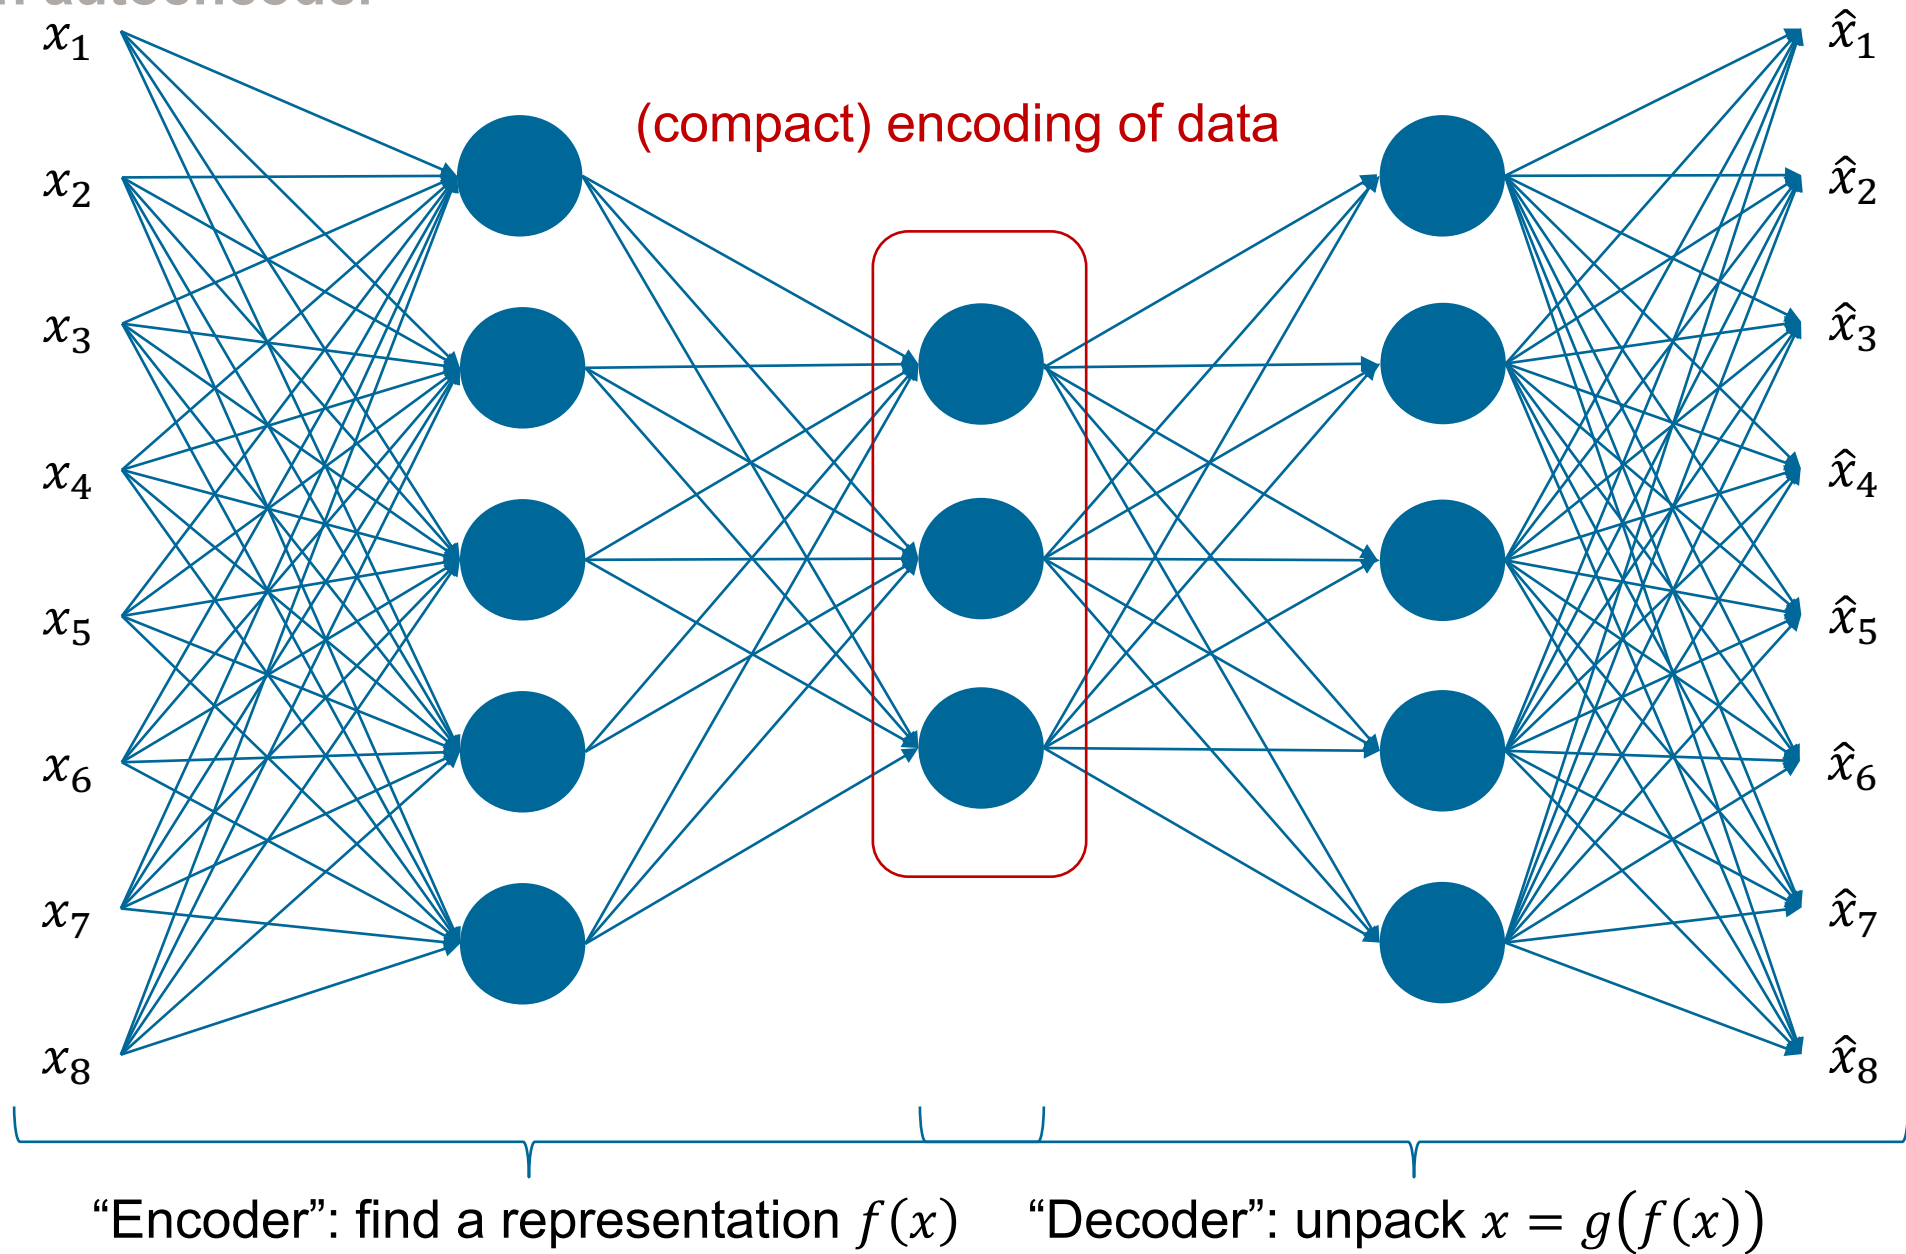 x₁ x̂₁
(compact) encoding of data
x₂ x̂₂
x₃ x̂₃
x₄ x̂₄
x₅ x̂₅
x₆ x̂₆
x₇ x̂₇
x₈ x̂₈
“Encoder”: find a representation f(x) “Decoder”: unpack x = g(f(x))